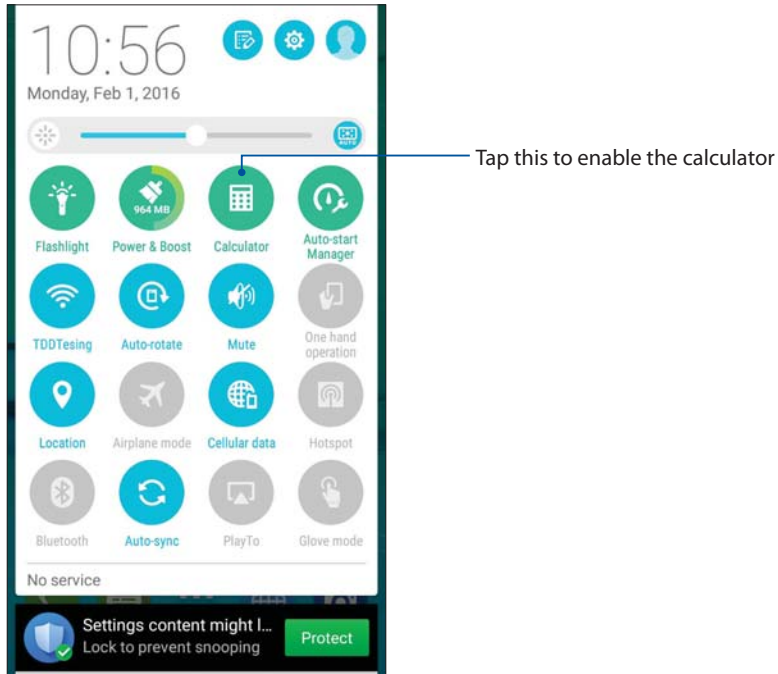 10:56
Monday, Feb 1, 2016
AUTO
Tap this to enable the calculator
964 MB
Flashlight
Power & Boost
Calculator
Auto-start
Manager
TDDTesing
Auto-rotate
Mute
One hand
operation
Location
Airplane mode
Cellular data
Hotspot
Bluetooth
Auto-sync
PlayTo
Glove mode
No service
Settings content might l...
Lock to prevent snooping
Protect